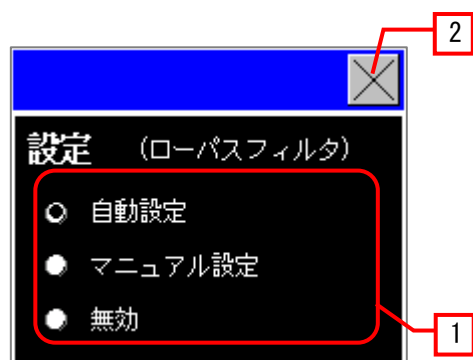 2
設定 (ローパスフィルタ)
自動設定
マニュアル設定
無効
1